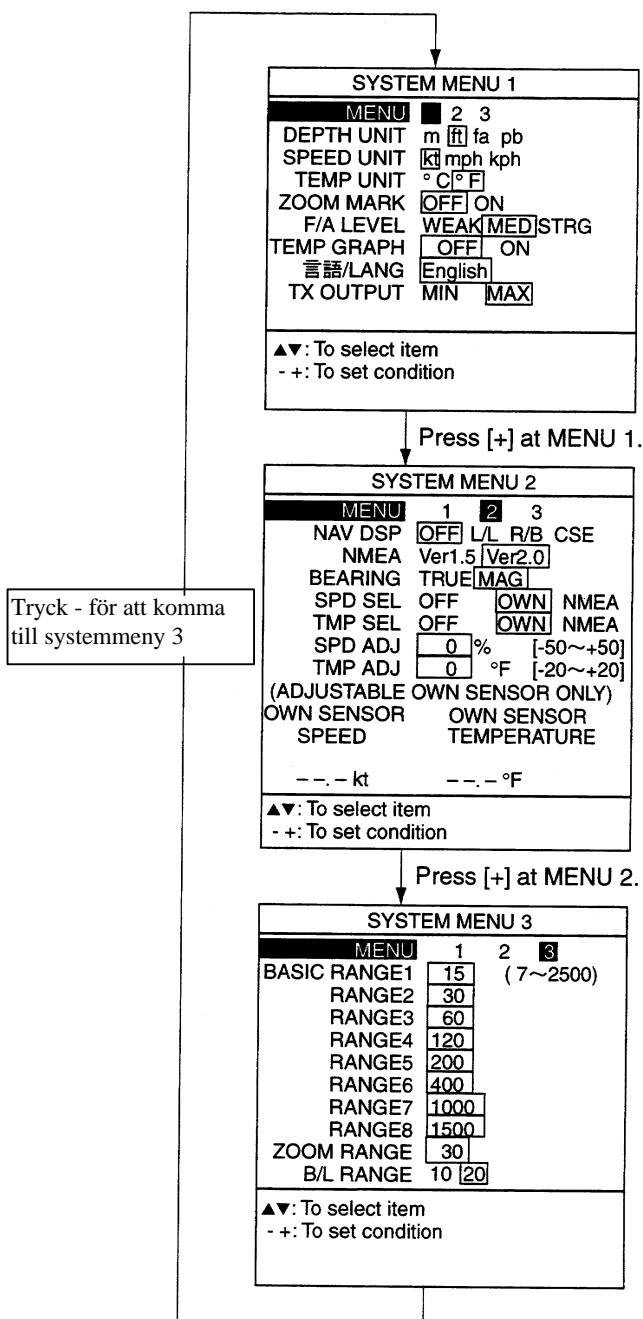 SYSTEM MENU 1
MENU 2 3
DEPTH UNIT m ft fa pb
SPEED UNIT kt mph kph
TEMP UNIT °C °F
ZOOM MARK OFF ON
F/A LEVEL WEAK MED STRG
TEMP GRAPH OFF ON
言語/LANG English
TX OUTPUT MIN MAX
▲▼: To select item
- +: To set condition
Press [+] at MENU 1.
SYSTEM MENU 2
MENU 1 2 3
NAV DSP OFF L/L R/B CSE
NMEA Ver1.5 Ver2.0
BEARING TRUE MAG
SPD SEL OFF OWN NMEA
TMP SEL OFF OWN NMEA
SPD ADJ 0 % [-50~+50]
TMP ADJ 0 °F [-20~+20]
(ADJUSTABLE OWN SENSOR ONLY)
OWN SENSOR OWN SENSOR
SPEED TEMPERATURE
– –. – kt – –. – °F
▲▼: To select item
- +: To set condition
Tryck - för att komma
till systemmeny 3
Press [+] at MENU 2.
SYSTEM MENU 3
MENU 1 2 3
BASIC RANGE1 15 (7~2500)
RANGE2 30
RANGE3 60
RANGE4 120
RANGE5 200
RANGE6 400
RANGE7 1000
RANGE8 1500
ZOOM RANGE 30
B/L RANGE 10 20
▲▼: To select item
- +: To set condition